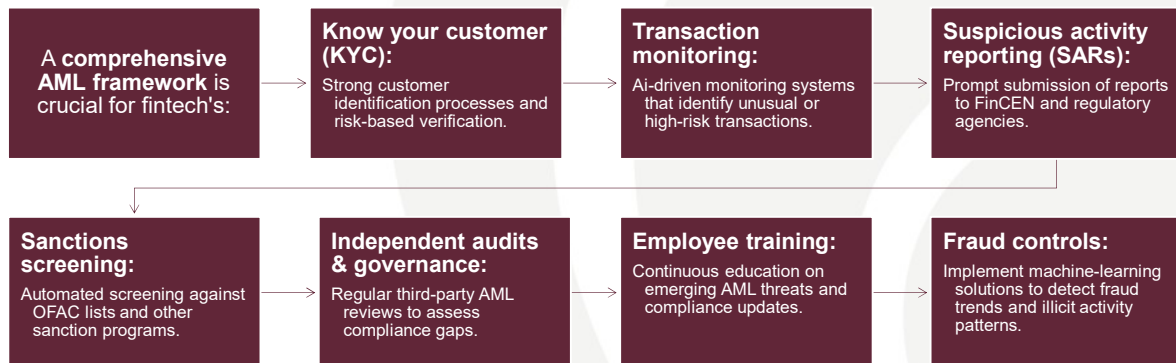 A comprehensive
AML framework is
crucial for fintech's:
Know your customer
(KYC):
Strong customer
identification processes and
risk-based verification.
Transaction
monitoring:
Ai-driven monitoring systems
that identify unusual or
high-risk transactions.
Suspicious activity
reporting (SARs):
Prompt submission of reports
to FinCEN and regulatory
agencies.
Sanctions
screening:
Automated screening against
OFAC lists and other
sanction programs.
Independent audits
& governance:
Regular third-party AML
reviews to assess
compliance gaps.
Employee training:
Continuous education on
emerging AML threats and
compliance updates.
Fraud controls:
Implement machine-learning
solutions to detect fraud
trends and illicit activity
patterns.